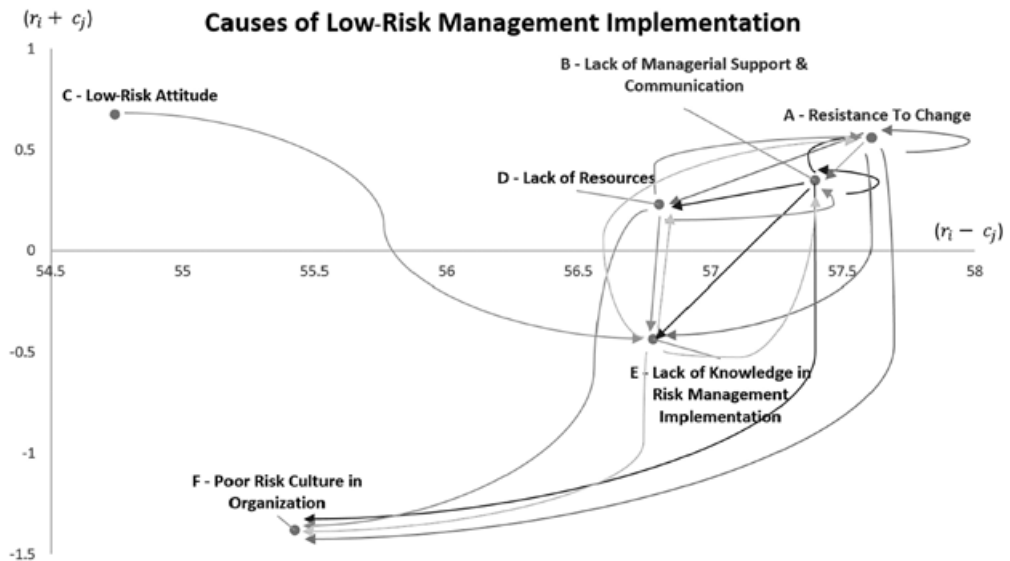 (rᵢ + cⱼ)
Causes of Low-Risk Management Implementation
1
B - Lack of Managerial Support &
Communication
C - Low-Risk Attitude
A - Resistance To Change
0.5
D - Lack of Resources
(rᵢ − cⱼ)
0
54.5 55 55.5 56 56.5 57 57.5 58
-0.5
E - Lack of Knowledge in
Risk Management
Implementation
-1
F - Poor Risk Culture in
Organization
-1.5